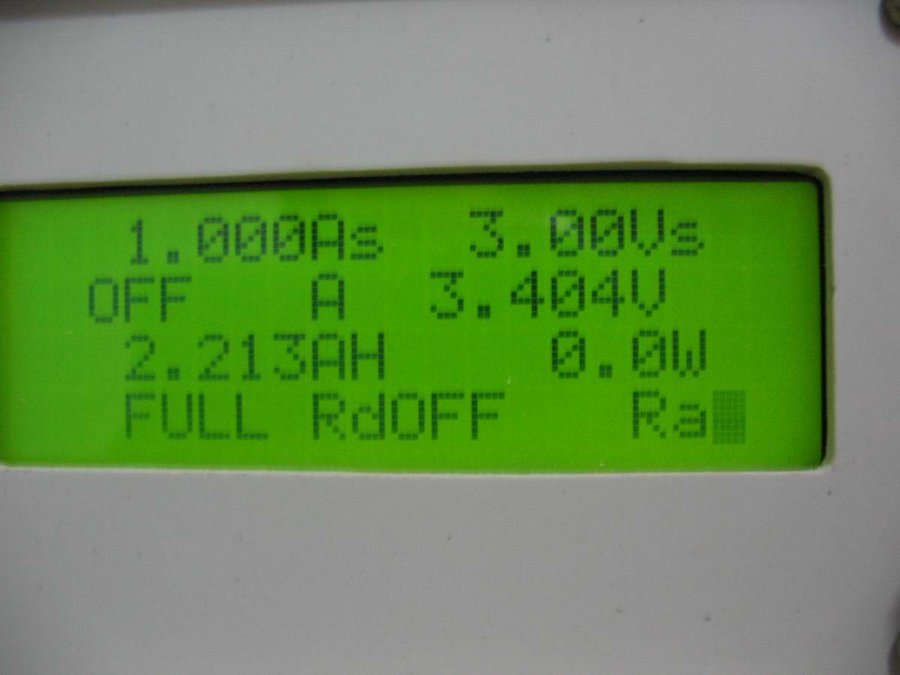 1.000As 3.00Vs
OFF A 3.404V
2.213AH 0.0W
FULL RdOFF Ra